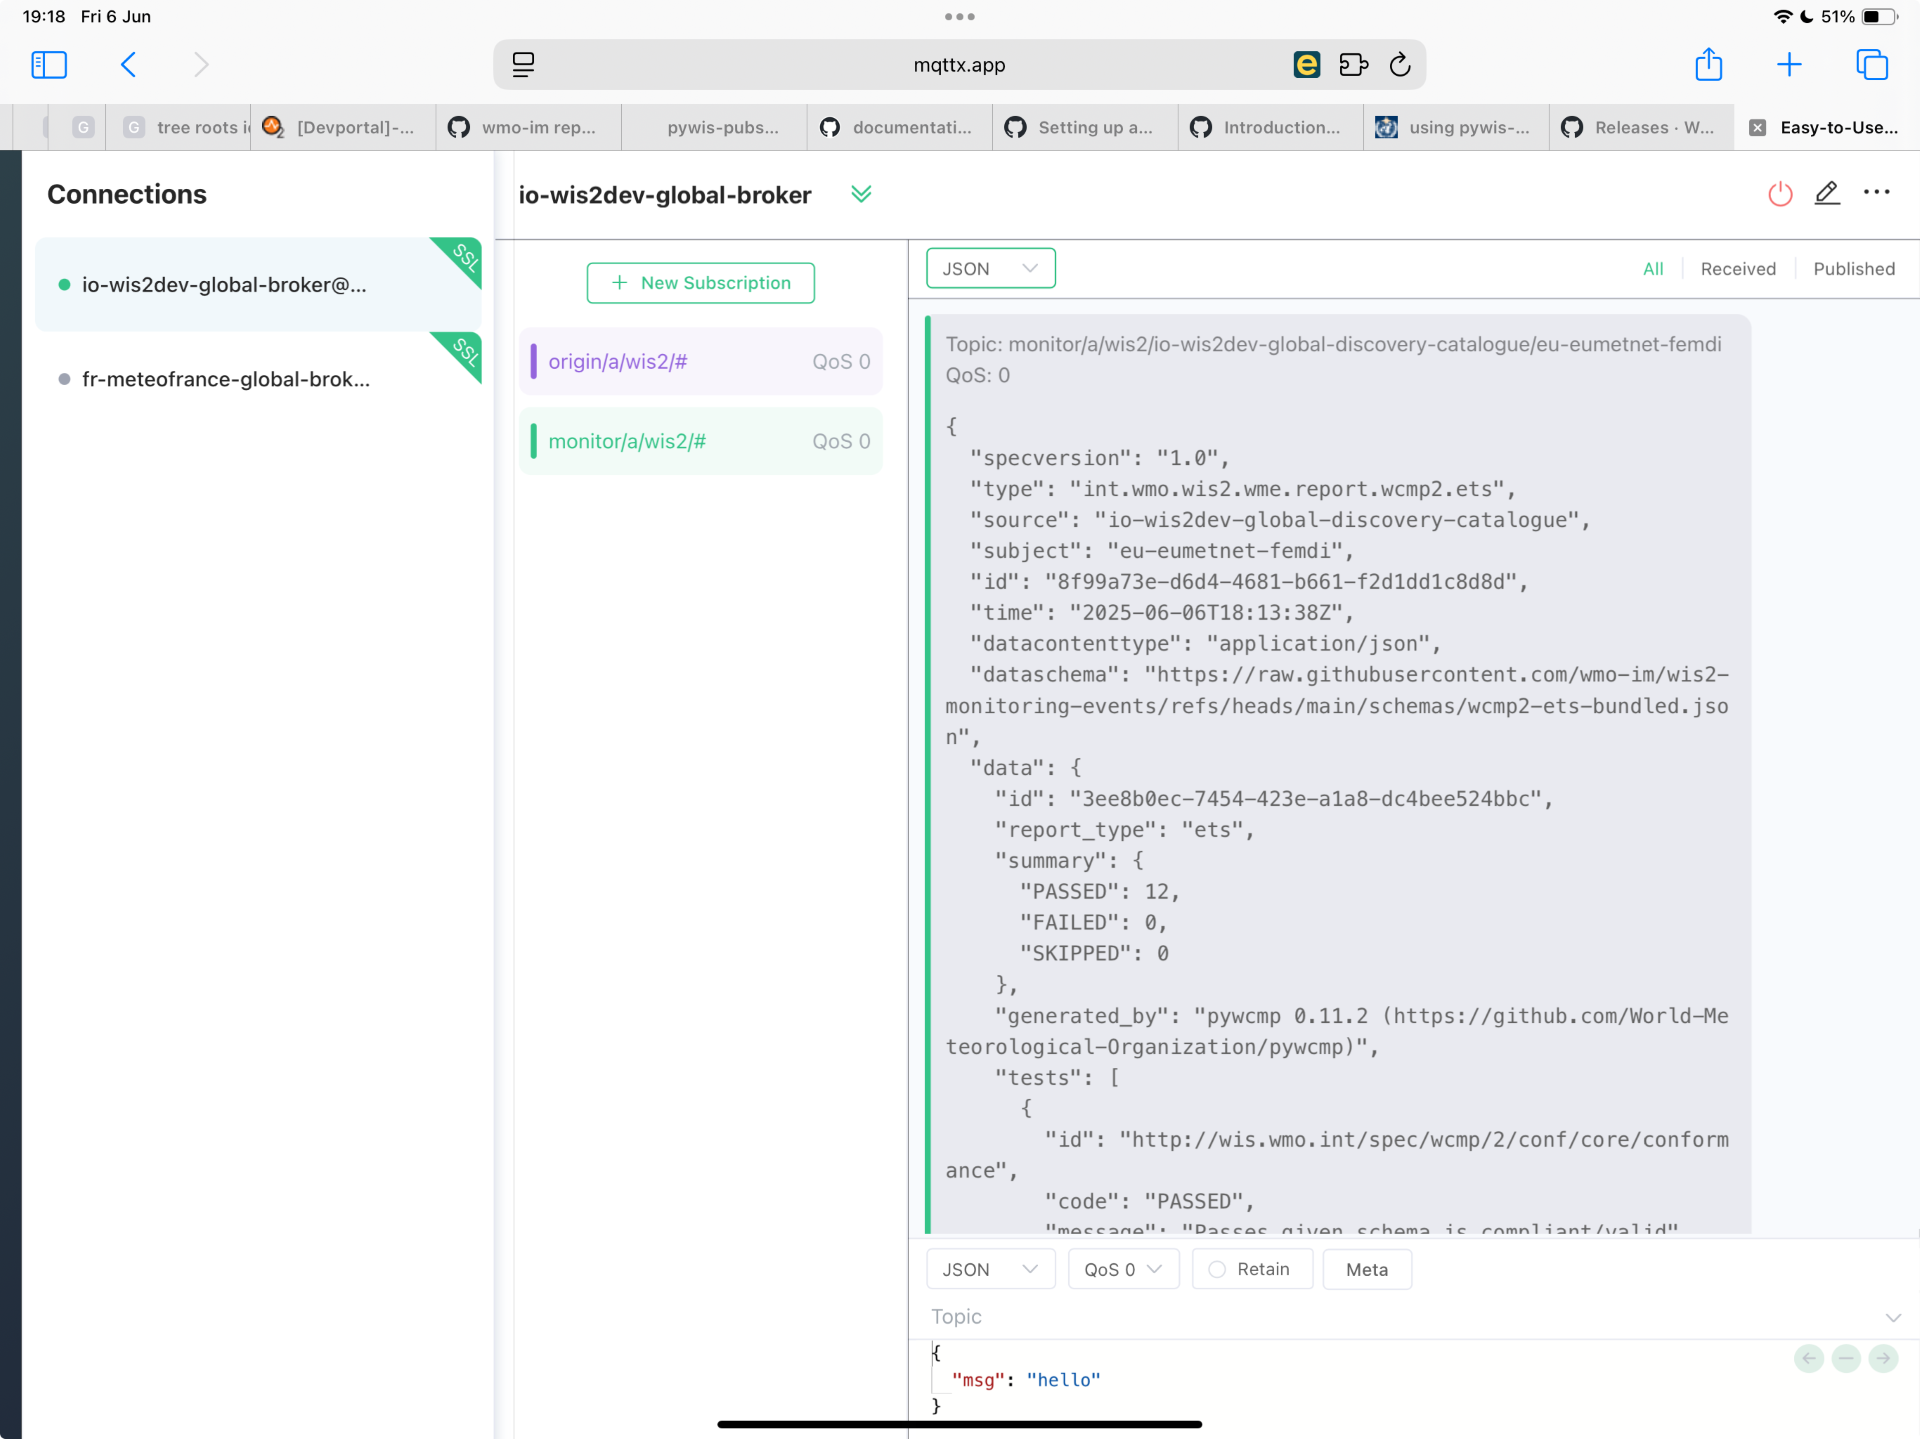 19:18 Fri 6 Jun
51%
mqttx.app
tree roots i
[Devportal]-...
wmo-im rep...
pywis-pubs...
documentati...
Setting up a...
Introduction...
using pywis-...
Releases · W...
Easy-to-Use...
Connections
io-wis2dev-global-broker@...
SSL
fr-meteofrance-global-brok...
SSL
io-wis2dev-global-broker
+ New Subscription
origin/a/wis2/# QoS 0
monitor/a/wis2/# QoS 0
JSON
All Received Published
Topic: monitor/a/wis2/io-wis2dev-global-discovery-catalogue/eu-eumetnet-femdi
QoS: 0
{
"specversion": "1.0",
"type": "int.wmo.wis2.wme.report.wcmp2.ets",
"source": "io-wis2dev-global-discovery-catalogue",
"subject": "eu-eumetnet-femdi",
"id": "8f99a73e-d6d4-4681-b661-f2d1dd1c8d8d",
"time": "2025-06-06T18:13:38Z",
"datacontenttype": "application/json",
"dataschema": "https://raw.githubusercontent.com/wmo-im/wis2-
monitoring-events/refs/heads/main/schemas/wcmp2-ets-bundled.jso
n",
"data": {
"id": "3ee8b0ec-7454-423e-a1a8-dc4bee524bbc",
"report_type": "ets",
"summary": {
"PASSED": 12,
"FAILED": 0,
"SKIPPED": 0
},
"generated_by": "pywcmp 0.11.2 (https://github.com/World-Me
teorological-Organization/pywcmp)",
"tests": [
{
"id": "http://wis.wmo.int/spec/wcmp/2/conf/core/conform
ance",
"code": "PASSED",
"message": "Passes given schema is compliant/valid"
JSON
QoS 0
Retain
Meta
Topic
{
"msg": "hello"
}